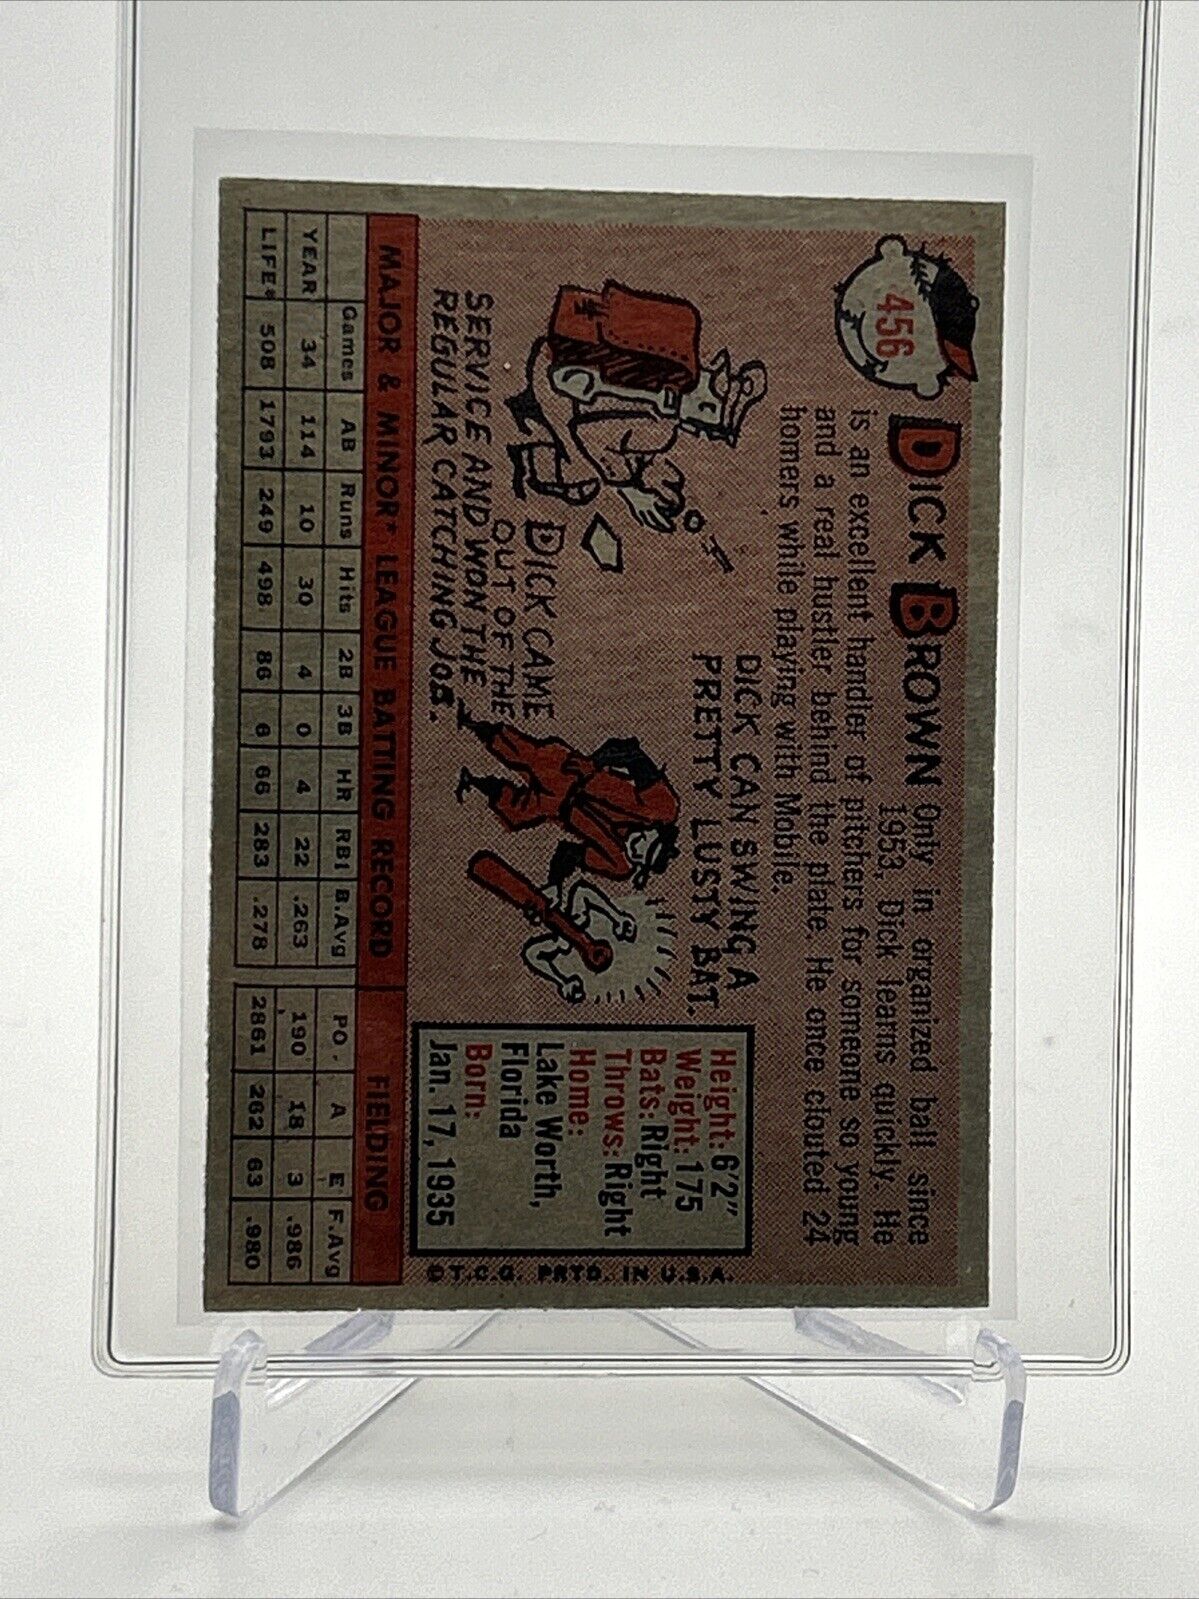 456
DICK BROWN
Only in organized ball since
1953, Dick learns quickly. He
is an excellent handler of pitchers for someone so young
and a real hustler behind the plate. He once clouted 24
homers while playing with Mobile.
DICK CAME
OUT OF THE
SERVICE AND WON THE
REGULAR CATCHING JOB.
DICK CAN SWING A
PRETTY LUSTY BAT.
Height: 6'2"
Weight: 175
Bats: Right
Throws: Right
Home:
Lake Worth,
Florida
Born:
Jan. 17, 1935
© T.C.G. PRTD. IN U.S.A.
MAJOR & MINOR* LEAGUE BATTING RECORD FIELDING
Games AB Runs Hits 2B 3B HR RBI B.Avg PO. A E F.Avg
YEAR 34 114 10 30 4 0 4 22 .263 190 18 3 .986
LIFE* 508 1793 249 498 86 6 66 283 .278 2861 262 63 .980